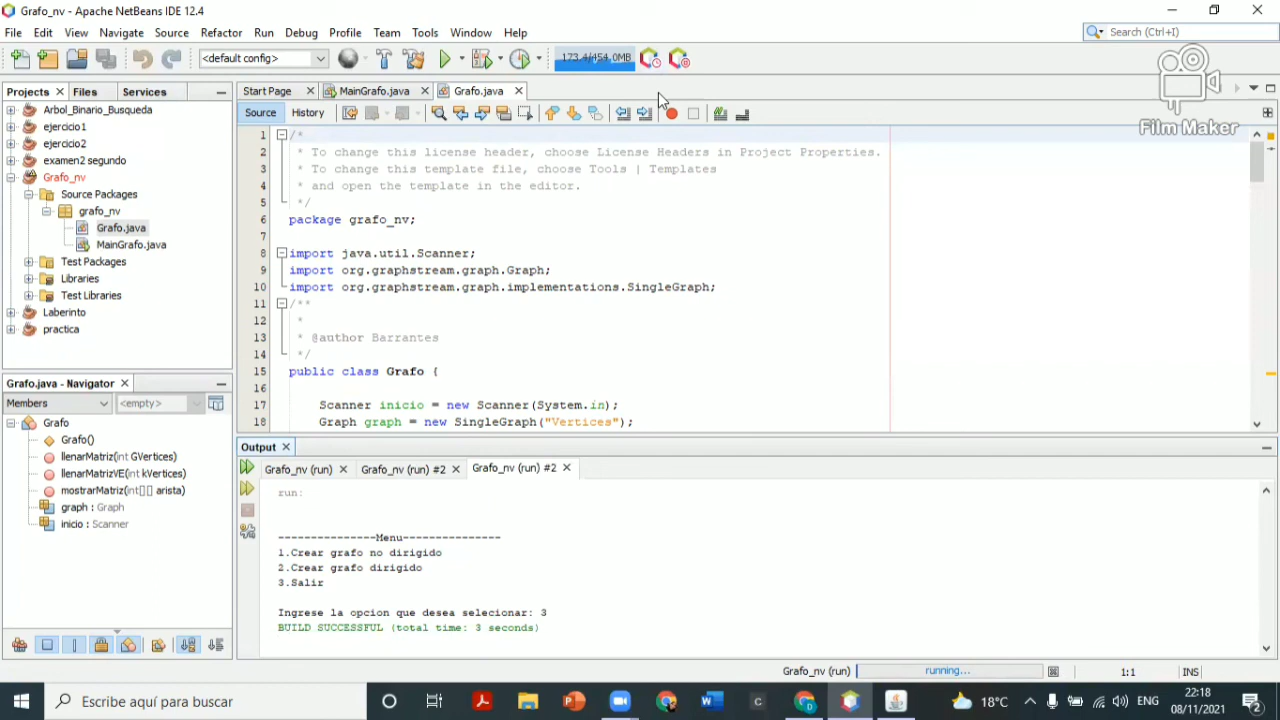 Grafo_nv - Apache NetBeans IDE 12.4
File Edit View Navigate Source Refactor Run Debug Profile Team Tools Window Help
Search (Ctrl+I)
<default config>
173.4/454.0MB
Film Maker
Projects Files Services
Start Page MainGrafo.java Grafo.java
Source History
Arbol_Binario_Busqueda
ejercicio1
ejercicio2
examen2 segundo
Grafo_nv
Source Packages
grafo_nv
Grafo.java
MainGrafo.java
Test Packages
Libraries
Test Libraries
Laberinto
practica
1 /*
2 * To change this license header, choose License Headers in Project Properties.
3 * To change this template file, choose Tools | Templates
4 * and open the template in the editor.
5 */
6 package grafo_nv;
7
8 import java.util.Scanner;
9 import org.graphstream.graph.Graph;
10 import org.graphstream.graph.implementations.SingleGraph;
11 /**
12 *
13 * @author Barrantes
14 */
15 public class Grafo {
16
17 Scanner inicio = new Scanner(System.in);
18 Graph graph = new SingleGraph("Vertices");
Grafo.java - Navigator
Members <empty>
Grafo
Grafo()
llenarMatriz(int GVertices)
llenarMatrizVE(int kVertices)
mostrarMatriz(int[][] arista)
graph : Graph
inicio : Scanner
Output
Grafo_nv (run) Grafo_nv (run) #2 Grafo_nv (run) #2
run:
---------------Menu---------------
1.Crear grafo no dirigido
2.Crear grafo dirigido
3.Salir
Ingrese la opcion que desea selecionar: 3
BUILD SUCCESSFUL (total time: 3 seconds)
Grafo_nv (run) running... 1:1 INS
Escribe aquí para buscar
18°C
ENG
22:18
08/11/2021
2